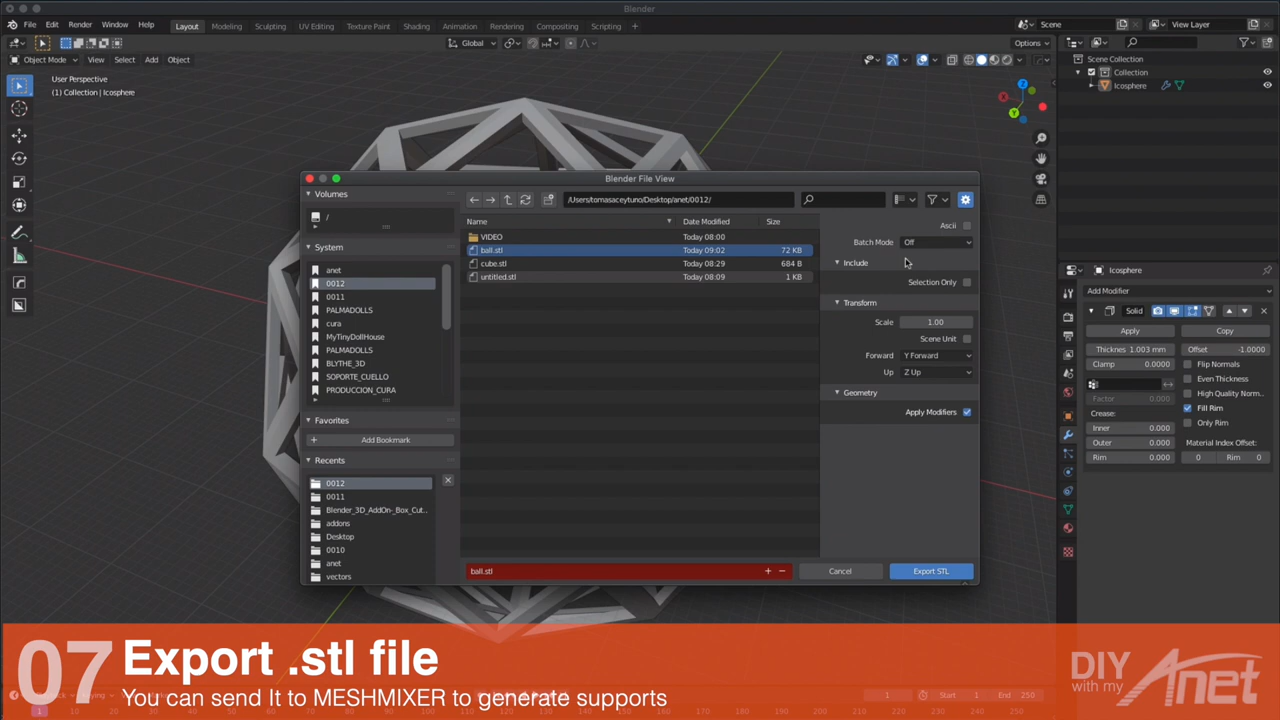 Blender
File Edit Render Window Help Layout Modeling Sculpting UV Editing Texture Paint Shading Animation Rendering Compositing Scripting Scene View Layer
Global Options
Object Mode View Select Add Object
User Perspective
(1) Collection | Icosphere
Scene Collection
Collection
Icosphere
Blender File View
Volumes
/
System
anet
0012
0011
PALMADOLLS
cura
MyTinyDollHouse
PALMADOLLS
BLYTHE_3D
SOPORTE_CUELLO
PRODUCCION_CURA
Favorites
Add Bookmark
Recents
0012
0011
Blender_3D_AddOn-_Box_Cut...
addons
Desktop
0010
anet
vectors
/Users/tomasaceytuno/Desktop/anet/0012/
Name Date Modified Size
VIDEO Today 08:00
ball.stl Today 09:02 72 KB
cube.stl Today 08:29 684 B
untitled.stl Today 08:09 1 KB
ball.stl
Cancel Export STL
Ascii
Batch Mode Off
Include
Selection Only
Transform
Scale 1.00
Scene Unit
Forward Y Forward
Up Z Up
Geometry
Apply Modifiers
Icosphere
Add Modifier
Solid
Apply Copy
Thicknes 1.003 mm Offset -1.0000
Clamp 0.0000 Flip Normals
Even Thickness
Factor 0.000 High Quality Norm...
Crease: Fill Rim
Inner 0.000 Only Rim
Outer 0.000 Material Index Offset:
Rim 0.000 0 Rim 0
07 Export .stl file
You can send It to MESHMIXER to generate supports
DIY
with my
Anet
1 Start 1 End 250
1